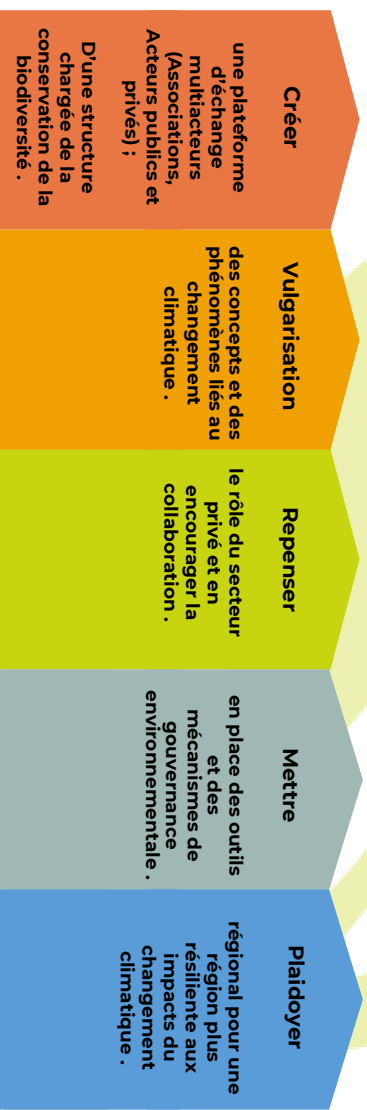 Créer
une plateforme
d'échange
multiacteurs
(Associations,
Acteurs publics et
privés) ;
D'une structure
chargée de la
conservation de la
biodiversité .
Vulgarisation
des concepts et des
phénomènes liés au
changement
climatique .
Repenser
le rôle du secteur
privé et en
encourager la
collaboration .
Mettre
en place des outils
et des
mécanismes de
gouvernance
environnementale .
Plaidoyer
régional pour une
région plus
résiliente aux
impacts du
changement
climatique .